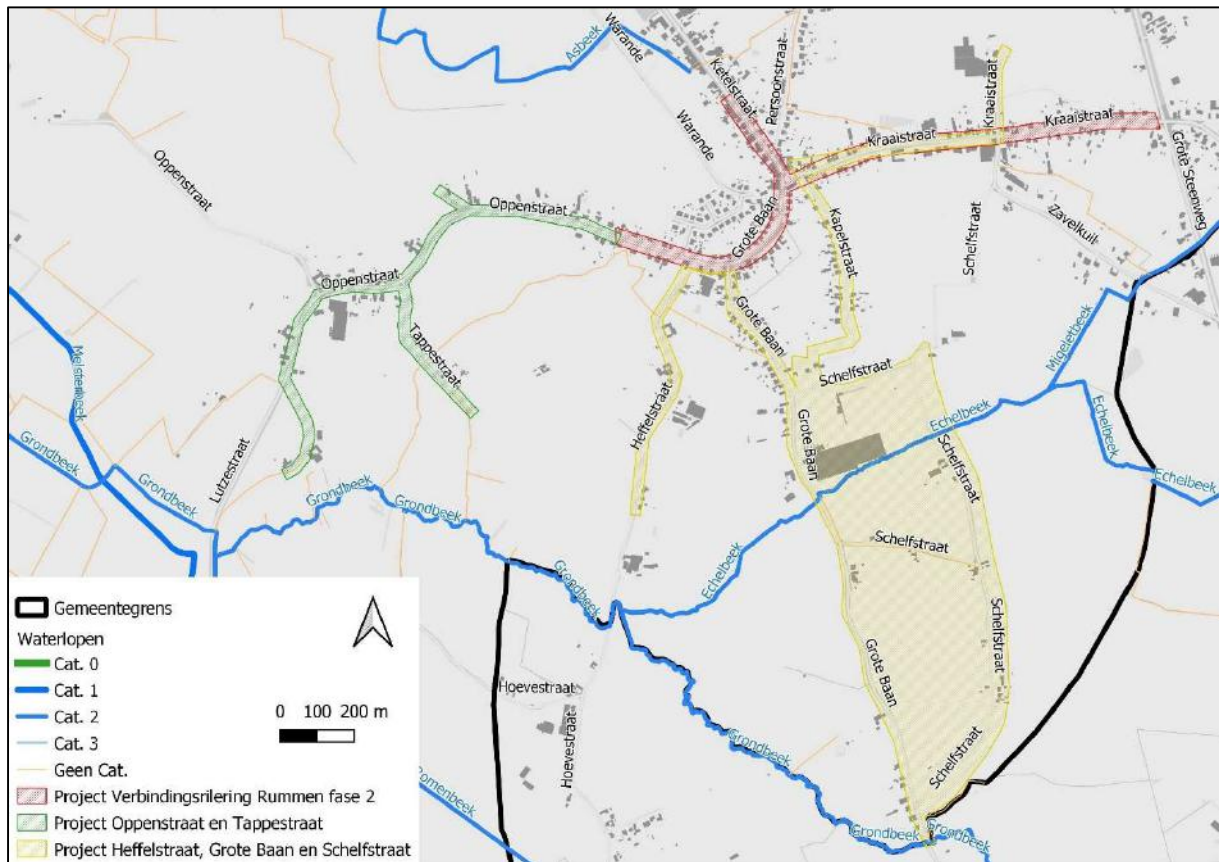 Asbeek
Warande
Ketelstraat
Persoonstraat
Warande
Kraaistraat
Kraaistraat
Kraaistraat
Grote Steenweg
Oppenstraat
Oppenstraat
Grote Baan
Kapelstraat
Schelfstraat
Zavelkuil
Oppenstraat
Tappestraat
Grote Baan
Migeletbeek
Melsterbeek
Schelfstraat
Heffelstraat
Grote Baan
Echelbeek
Echelbeek
Echelbeek
Grondbeek
Grondbeek
Lutzestraat
Grondbeek
Grondbeek
Schelfstraat
Schelfstraat
Grondbeek
Echelbeek
Schelfstraat
Grote Baan
Hoevestraat
Hoevestraat
Schelfstraat
Grondbeek
Grondbeek
Grondbeek
Gemeentegrens
Waterlopen
Cat. 0
Cat. 1
Cat. 2
Cat. 3
Geen Cat.
0 100 200 m
Project Verbindingsrilering Rummen fase 2
Project Oppenstraat en Tappestraat
Project Heffelstraat, Grote Baan en Schelfstraat